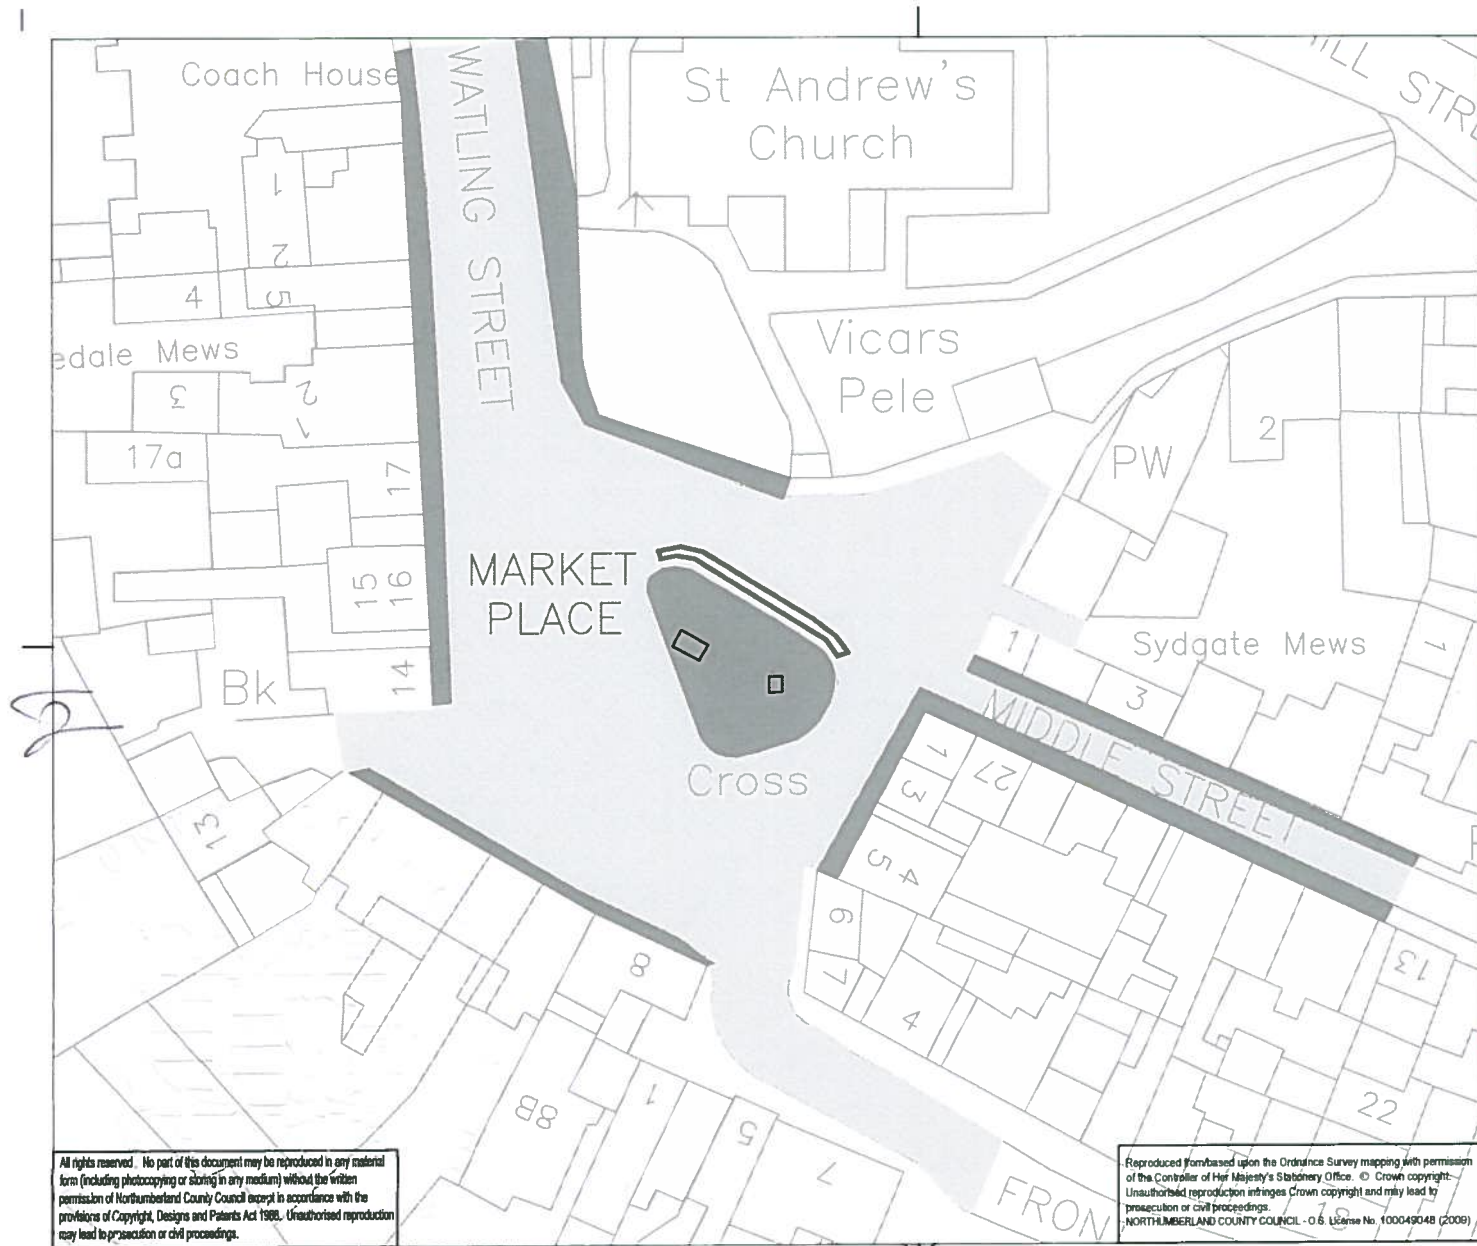 Coach House
WATLING STREET
St Andrew's
Church
1
2
4
5
edale Mews
3
2
1
17a
17
Vicars
Pele
PW
2
MARKET
PLACE
15
16
14
Bk
1
Sydgate Mews
1
3
MIDDLE STREET
Cross
1
3
27
5
4
13
6
7
8
4
13
8B
1
5
7
22
FRON
All rights reserved. No part of this document may be reproduced in any material
form (including photocopying or storing in any medium) without the written
permission of Northumberland County Council except in accordance with the
provisions of Copyright, Designs and Patents Act 1988. Unauthorised reproduction
may lead to prosecution or civil proceedings.
Reproduced from/based upon the Ordnance Survey mapping with permission
of the Controller of Her Majesty's Stationery Office. © Crown copyright.
Unauthorised reproduction infringes Crown copyright and may lead to
prosecution or civil proceedings.
NORTHUMBERLAND COUNTY COUNCIL - O.S. License No. 100049048 (2009)